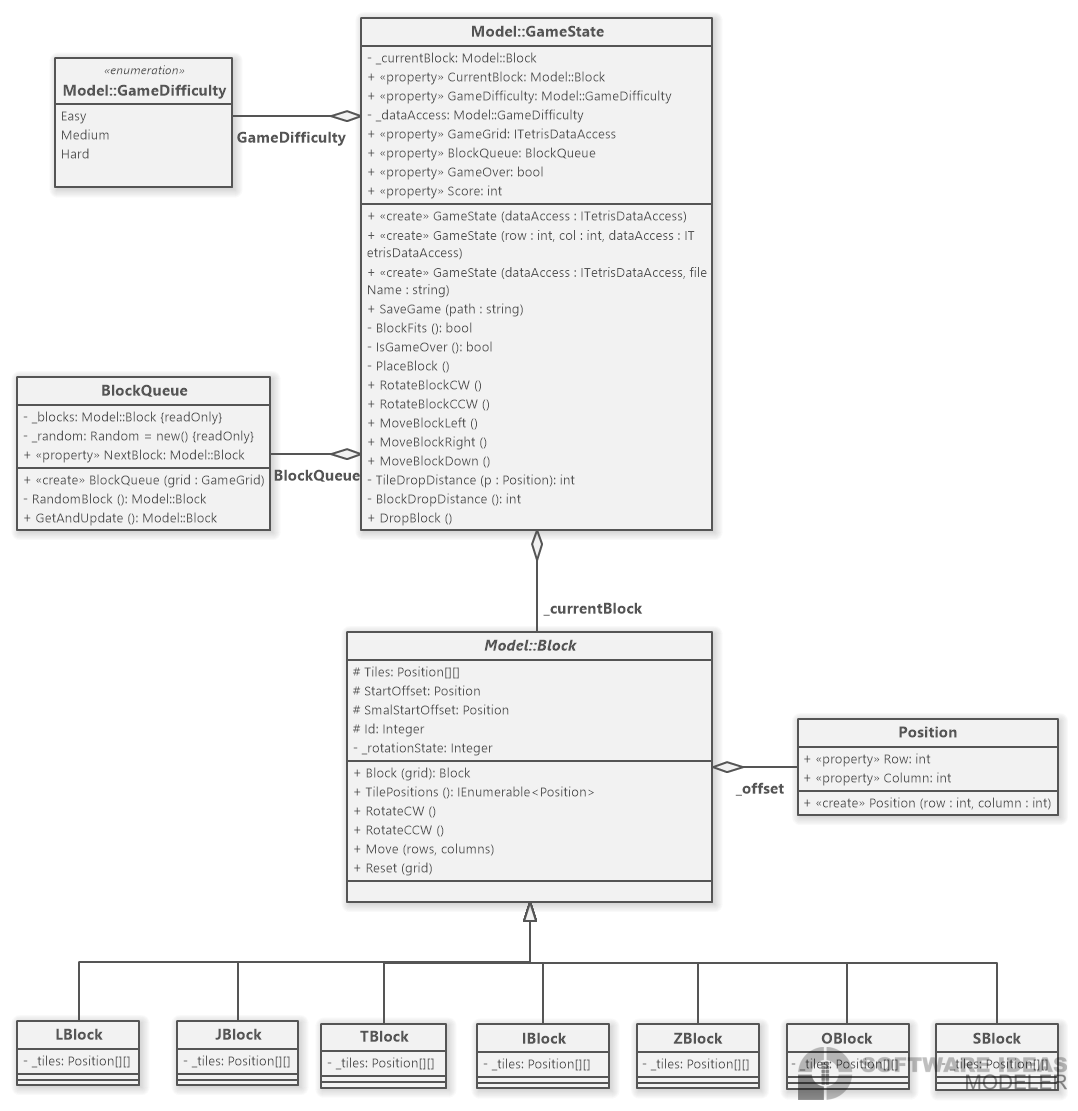 Model::GameState
- _currentBlock: Model::Block
+ «property» CurrentBlock: Model::Block
+ «property» GameDifficulty: Model::GameDifficulty
- _dataAccess: Model::GameDifficulty
+ «property» GameGrid: ITetrisDataAccess
+ «property» BlockQueue: BlockQueue
+ «property» GameOver: bool
+ «property» Score: int
+ «create» GameState (dataAccess : ITetrisDataAccess)
+ «create» GameState (row : int, col : int, dataAccess : IT
etrisDataAccess)
+ «create» GameState (dataAccess : ITetrisDataAccess, file
Name : string)
+ SaveGame (path : string)
- BlockFits (): bool
- IsGameOver (): bool
- PlaceBlock ()
+ RotateBlockCW ()
+ RotateBlockCCW ()
+ MoveBlockLeft ()
+ MoveBlockRight ()
+ MoveBlockDown ()
- TileDropDistance (p : Position): int
- BlockDropDistance (): int
+ DropBlock ()
«enumeration»
Model::GameDifficulty
Easy
Medium
Hard
GameDifficulty
BlockQueue
- _blocks: Model::Block {readOnly}
- _random: Random = new() {readOnly}
+ «property» NextBlock: Model::Block
+ «create» BlockQueue (grid : GameGrid)
- RandomBlock (): Model::Block
+ GetAndUpdate (): Model::Block
BlockQueue
_currentBlock
Model::Block
# Tiles: Position[][]
# StartOffset: Position
# SmalStartOffset: Position
# Id: Integer
- _rotationState: Integer
+ Block (grid): Block
+ TilePositions (): IEnumerable<Position>
+ RotateCW ()
+ RotateCCW ()
+ Move (rows, columns)
+ Reset (grid)
_offset
Position
+ «property» Row: int
+ «property» Column: int
+ «create» Position (row : int, column : int)
LBlock
- _tiles: Position[][]
JBlock
- _tiles: Position[][]
TBlock
- _tiles: Position[][]
IBlock
- _tiles: Position[][]
ZBlock
- _tiles: Position[][]
OBlock
- _tiles: Position[][]
SBlock
- _tiles: Position[][]
SOFTWARE IDEAS
MODELER